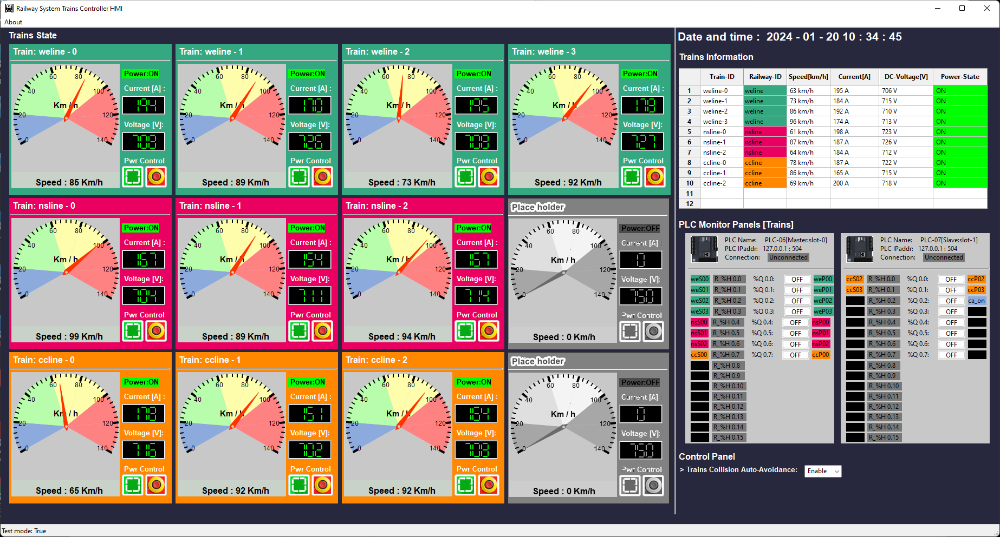 Railway System Trains Controller HMI
About
Trains State
Train: weline - 0
0 20 40 60 80 100 120 140
Km / h
Power:ON
Current [A] :
194
Voltage [V]:
708
Pwr Control
Speed : 85 Km/h
Train: weline - 1
0 20 40 60 80 100 120 140
Km / h
Power:ON
Current [A] :
170
Voltage [V]:
726
Pwr Control
Speed : 89 Km/h
Train: weline - 2
0 20 40 60 80 100 120 140
Km / h
Power:ON
Current [A] :
195
Voltage [V]:
708
Pwr Control
Speed : 73 Km/h
Train: weline - 3
0 20 40 60 80 100 120 140
Km / h
Power:ON
Current [A] :
178
Voltage [V]:
727
Pwr Control
Speed : 92 Km/h
Train: nsline - 0
0 20 40 60 80 100 120 140
Km / h
Power:ON
Current [A] :
167
Voltage [V]:
704
Pwr Control
Speed : 99 Km/h
Train: nsline - 1
0 20 40 60 80 100 120 140
Km / h
Power:ON
Current [A] :
154
Voltage [V]:
711
Pwr Control
Speed : 89 Km/h
Train: nsline - 2
0 20 40 60 80 100 120 140
Km / h
Power:ON
Current [A] :
167
Voltage [V]:
714
Pwr Control
Speed : 94 Km/h
Place holder
0 20 40 60 80 100 120 140
Km / h
Power:OFF
Current [A] :
0
Voltage [V]:
750
Pwr Control
Speed : 0 Km/h
Train: ccline - 0
0 20 40 60 80 100 120 140
Km / h
Power:ON
Current [A] :
178
Voltage [V]:
716
Pwr Control
Speed : 65 Km/h
Train: ccline - 1
0 20 40 60 80 100 120 140
Km / h
Power:ON
Current [A] :
151
Voltage [V]:
702
Pwr Control
Speed : 92 Km/h
Train: ccline - 2
0 20 40 60 80 100 120 140
Km / h
Power:ON
Current [A] :
164
Voltage [V]:
708
Pwr Control
Speed : 92 Km/h
Place holder
0 20 40 60 80 100 120 140
Km / h
Power:OFF
Current [A] :
0
Voltage [V]:
750
Pwr Control
Speed : 0 Km/h
Date and time : 2024 - 01 - 20 10 : 34 : 45
Trains Information
Train-ID Railway-ID Speed[km/h] Current[A] DC-Voltage[V] Power-State
1 weline-0 weline 63 km/h 195 A 706 V ON
2 weline-1 weline 73 km/h 184 A 715 V ON
3 weline-2 weline 86 km/h 192 A 710 V ON
4 weline-3 weline 96 km/h 174 A 713 V ON
5 nsline-0 nsline 61 km/h 198 A 723 V ON
6 nsline-1 nsline 87 km/h 187 A 726 V ON
7 nsline-2 nsline 64 km/h 184 A 712 V ON
8 ccline-0 ccline 78 km/h 187 A 722 V ON
9 ccline-1 ccline 86 km/h 165 A 715 V ON
10 ccline-2 ccline 69 km/h 200 A 718 V ON
11
12
PLC Monitor Panels [Trains]
PLC Name: PLC-06[Master:slot-0]
PLC IPaddr: 127.0.0.1 : 504
Connection: Unconnected
weS00 R_%H 0.0 %Q 0.0: OFF weP00
weS01 R_%H 0.1 %Q 0.1: OFF weP01
weS02 R_%H 0.2 %Q 0.2: OFF weP02
weS03 R_%H 0.3 %Q 0.3: OFF weP03
nsS00 R_%H 0.4 %Q 0.4: OFF nsP00
nsS01 R_%H 0.5 %Q 0.5: OFF nsP01
nsS02 R_%H 0.6 %Q 0.6: OFF nsP02
ccS00 R_%H 0.7 %Q 0.7: OFF ccP00
R_%H 0.8
R_%H 0.9
R_%H 0.10
R_%H 0.11
R_%H 0.12
R_%H 0.13
R_%H 0.14
R_%H 0.15
PLC Name: PLC-07[Slave:slot-1]
PLC IPaddr: 127.0.0.1 : 504
Connection: Unconnected
ccS02 R_%H 0.0 %Q 0.0: OFF ccP02
ccS03 R_%H 0.1 %Q 0.1: OFF ccP03
R_%H 0.2 %Q 0.2: OFF ca_on
R_%H 0.3 %Q 0.3: OFF
R_%H 0.4 %Q 0.4: OFF
R_%H 0.5 %Q 0.5: OFF
R_%H 0.6 %Q 0.6: OFF
R_%H 0.7 %Q 0.7: OFF
R_%H 0.8
R_%H 0.9
R_%H 0.10
R_%H 0.11
R_%H 0.12
R_%H 0.13
R_%H 0.14
R_%H 0.15
Control Panel
> Trains Collision Auto-Avoidance: Enable
Test mode: True